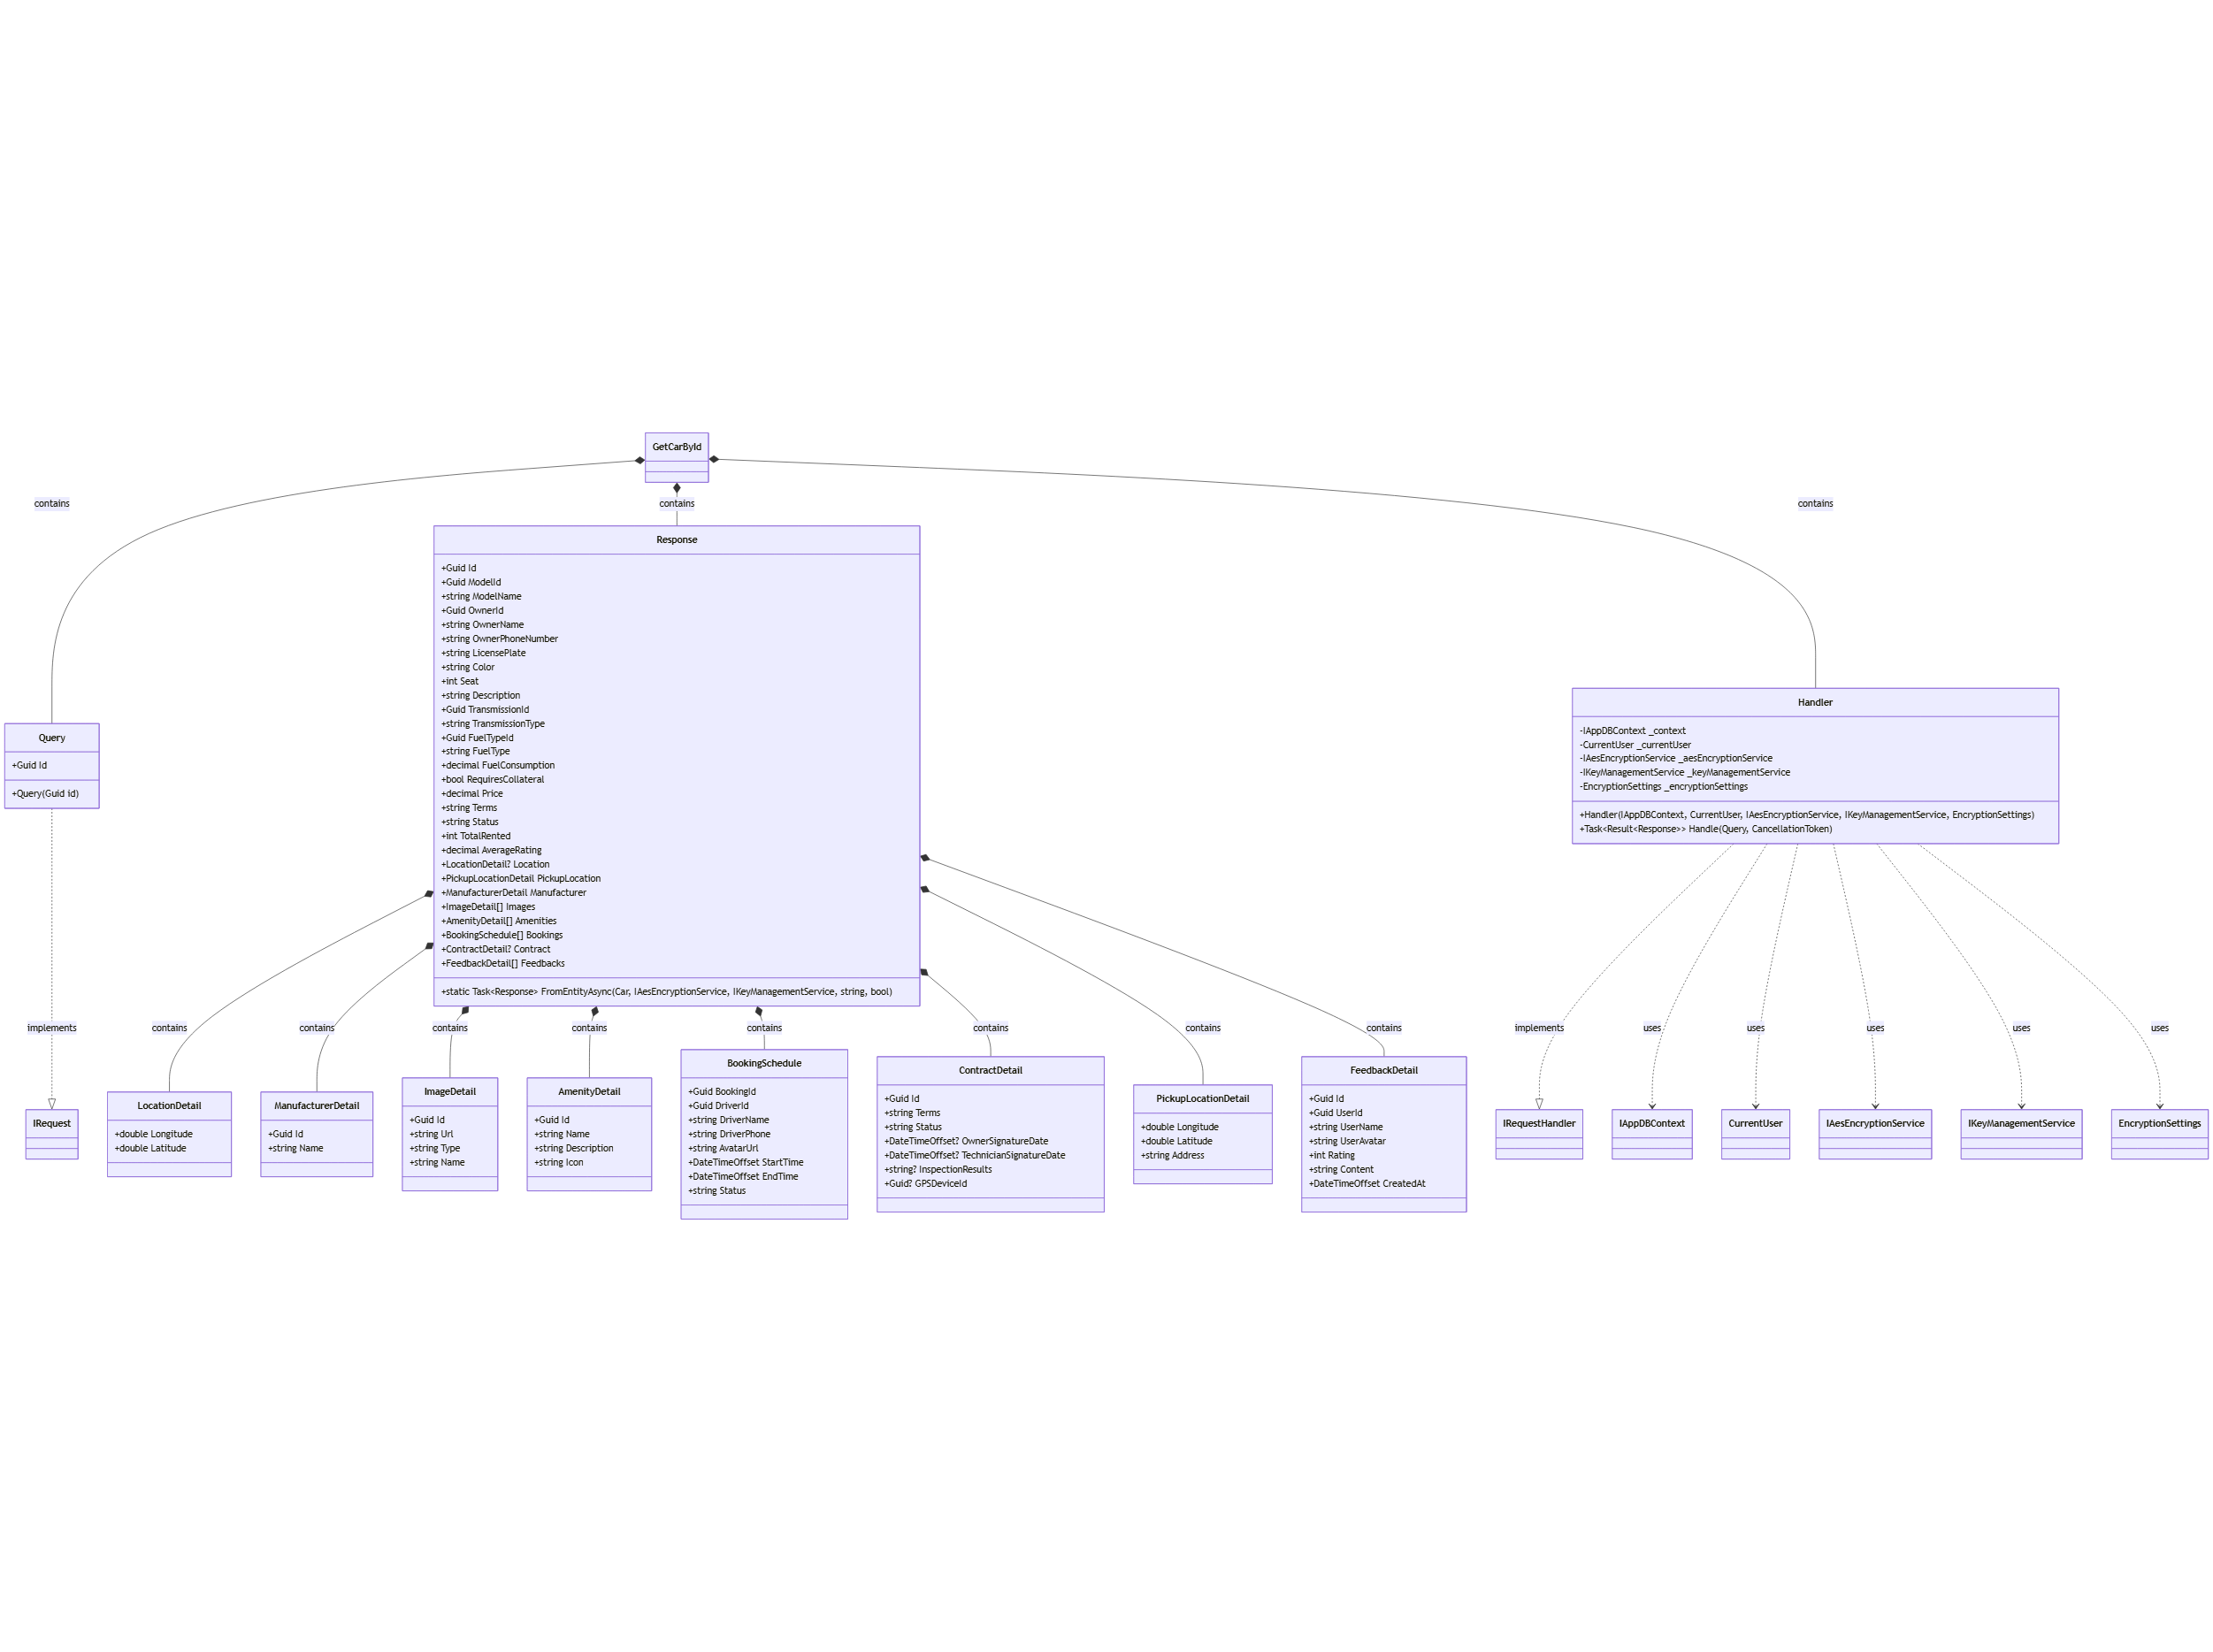 GetCarById
contains
contains
contains
Response
+Guid Id
+Guid ModelId
+string ModelName
+Guid OwnerId
+string OwnerName
+string OwnerPhoneNumber
+string LicensePlate
+string Color
+int Seat
+string Description
+Guid TransmissionId
+string TransmissionType
+Guid FuelTypeId
+string FuelType
+decimal FuelConsumption
+bool RequiresCollateral
+decimal Price
+string Terms
+string Status
+int TotalRented
+decimal AverageRating
+LocationDetail? Location
+PickupLocationDetail PickupLocation
+ManufacturerDetail Manufacturer
+ImageDetail[] Images
+AmenityDetail[] Amenities
+BookingSchedule[] Bookings
+ContractDetail? Contract
+FeedbackDetail[] Feedbacks
+static Task<Response> FromEntityAsync(Car, IAesEncryptionService, IKeyManagementService, string, bool)
Query
+Guid Id
+Query(Guid id)
Handler
-IAppDBContext _context
-CurrentUser _currentUser
-IAesEncryptionService _aesEncryptionService
-IKeyManagementService _keyManagementService
-EncryptionSettings _encryptionSettings
+Handler(IAppDBContext, CurrentUser, IAesEncryptionService, IKeyManagementService, EncryptionSettings)
+Task<Result<Response>> Handle(Query, CancellationToken)
implements
contains
contains
contains
contains
contains
contains
contains
contains
implements
uses
uses
uses
uses
uses
IRequest
LocationDetail
+double Longitude
+double Latitude
ManufacturerDetail
+Guid Id
+string Name
ImageDetail
+Guid Id
+string Url
+string Type
+string Name
AmenityDetail
+Guid Id
+string Name
+string Description
+string Icon
BookingSchedule
+Guid BookingId
+Guid DriverId
+string DriverName
+string DriverPhone
+string AvatarUrl
+DateTimeOffset StartTime
+DateTimeOffset EndTime
+string Status
ContractDetail
+Guid Id
+string Terms
+string Status
+DateTimeOffset? OwnerSignatureDate
+DateTimeOffset? TechnicianSignatureDate
+string? InspectionResults
+Guid? GPSDeviceId
PickupLocationDetail
+double Longitude
+double Latitude
+string Address
FeedbackDetail
+Guid Id
+Guid UserId
+string UserName
+string UserAvatar
+int Rating
+string Content
+DateTimeOffset CreatedAt
IRequestHandler
IAppDBContext
CurrentUser
IAesEncryptionService
IKeyManagementService
EncryptionSettings